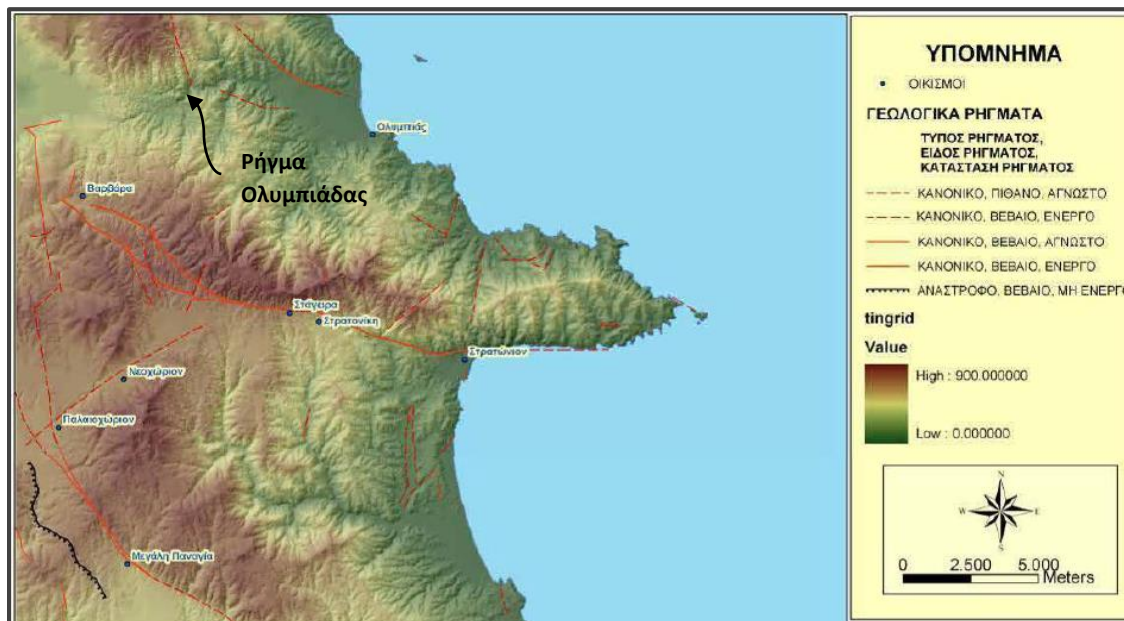 Ολυμπιάς
Ρήγμα
Ολυμπιάδας
Βαρβάρα
Στάγειρα
Στρατονίκη
Στρατώνιον
Νεοχώριον
Παλαιοχώριον
Μεγάλη Παναγία
ΥΠΟΜΝΗΜΑ
ΟΙΚΙΣΜΟΙ
ΓΕΩΛΟΓΙΚΑ ΡΗΓΜΑΤΑ
ΤΥΠΟΣ ΡΗΓΜΑΤΟΣ,
ΕΙΔΟΣ ΡΗΓΜΑΤΟΣ,
ΚΑΤΑΣΤΑΣΗ ΡΗΓΜΑΤΟΣ
ΚΑΝΟΝΙΚΟ, ΠΙΘΑΝΟ, ΑΓΝΩΣΤΟ
ΚΑΝΟΝΙΚΟ, ΒΕΒΑΙΟ, ΕΝΕΡΓΟ
ΚΑΝΟΝΙΚΟ, ΒΕΒΑΙΟ, ΑΓΝΩΣΤΟ
ΚΑΝΟΝΙΚΟ, ΒΕΒΑΙΟ, ΕΝΕΡΓΟ
ΑΝΑΣΤΡΟΦΟ, ΒΕΒΑΙΟ, ΜΗ ΕΝΕΡΓΟ
tingrid
Value
High : 900.000000
Low : 0.000000
N
W E
S
0 2.500 5.000
Meters